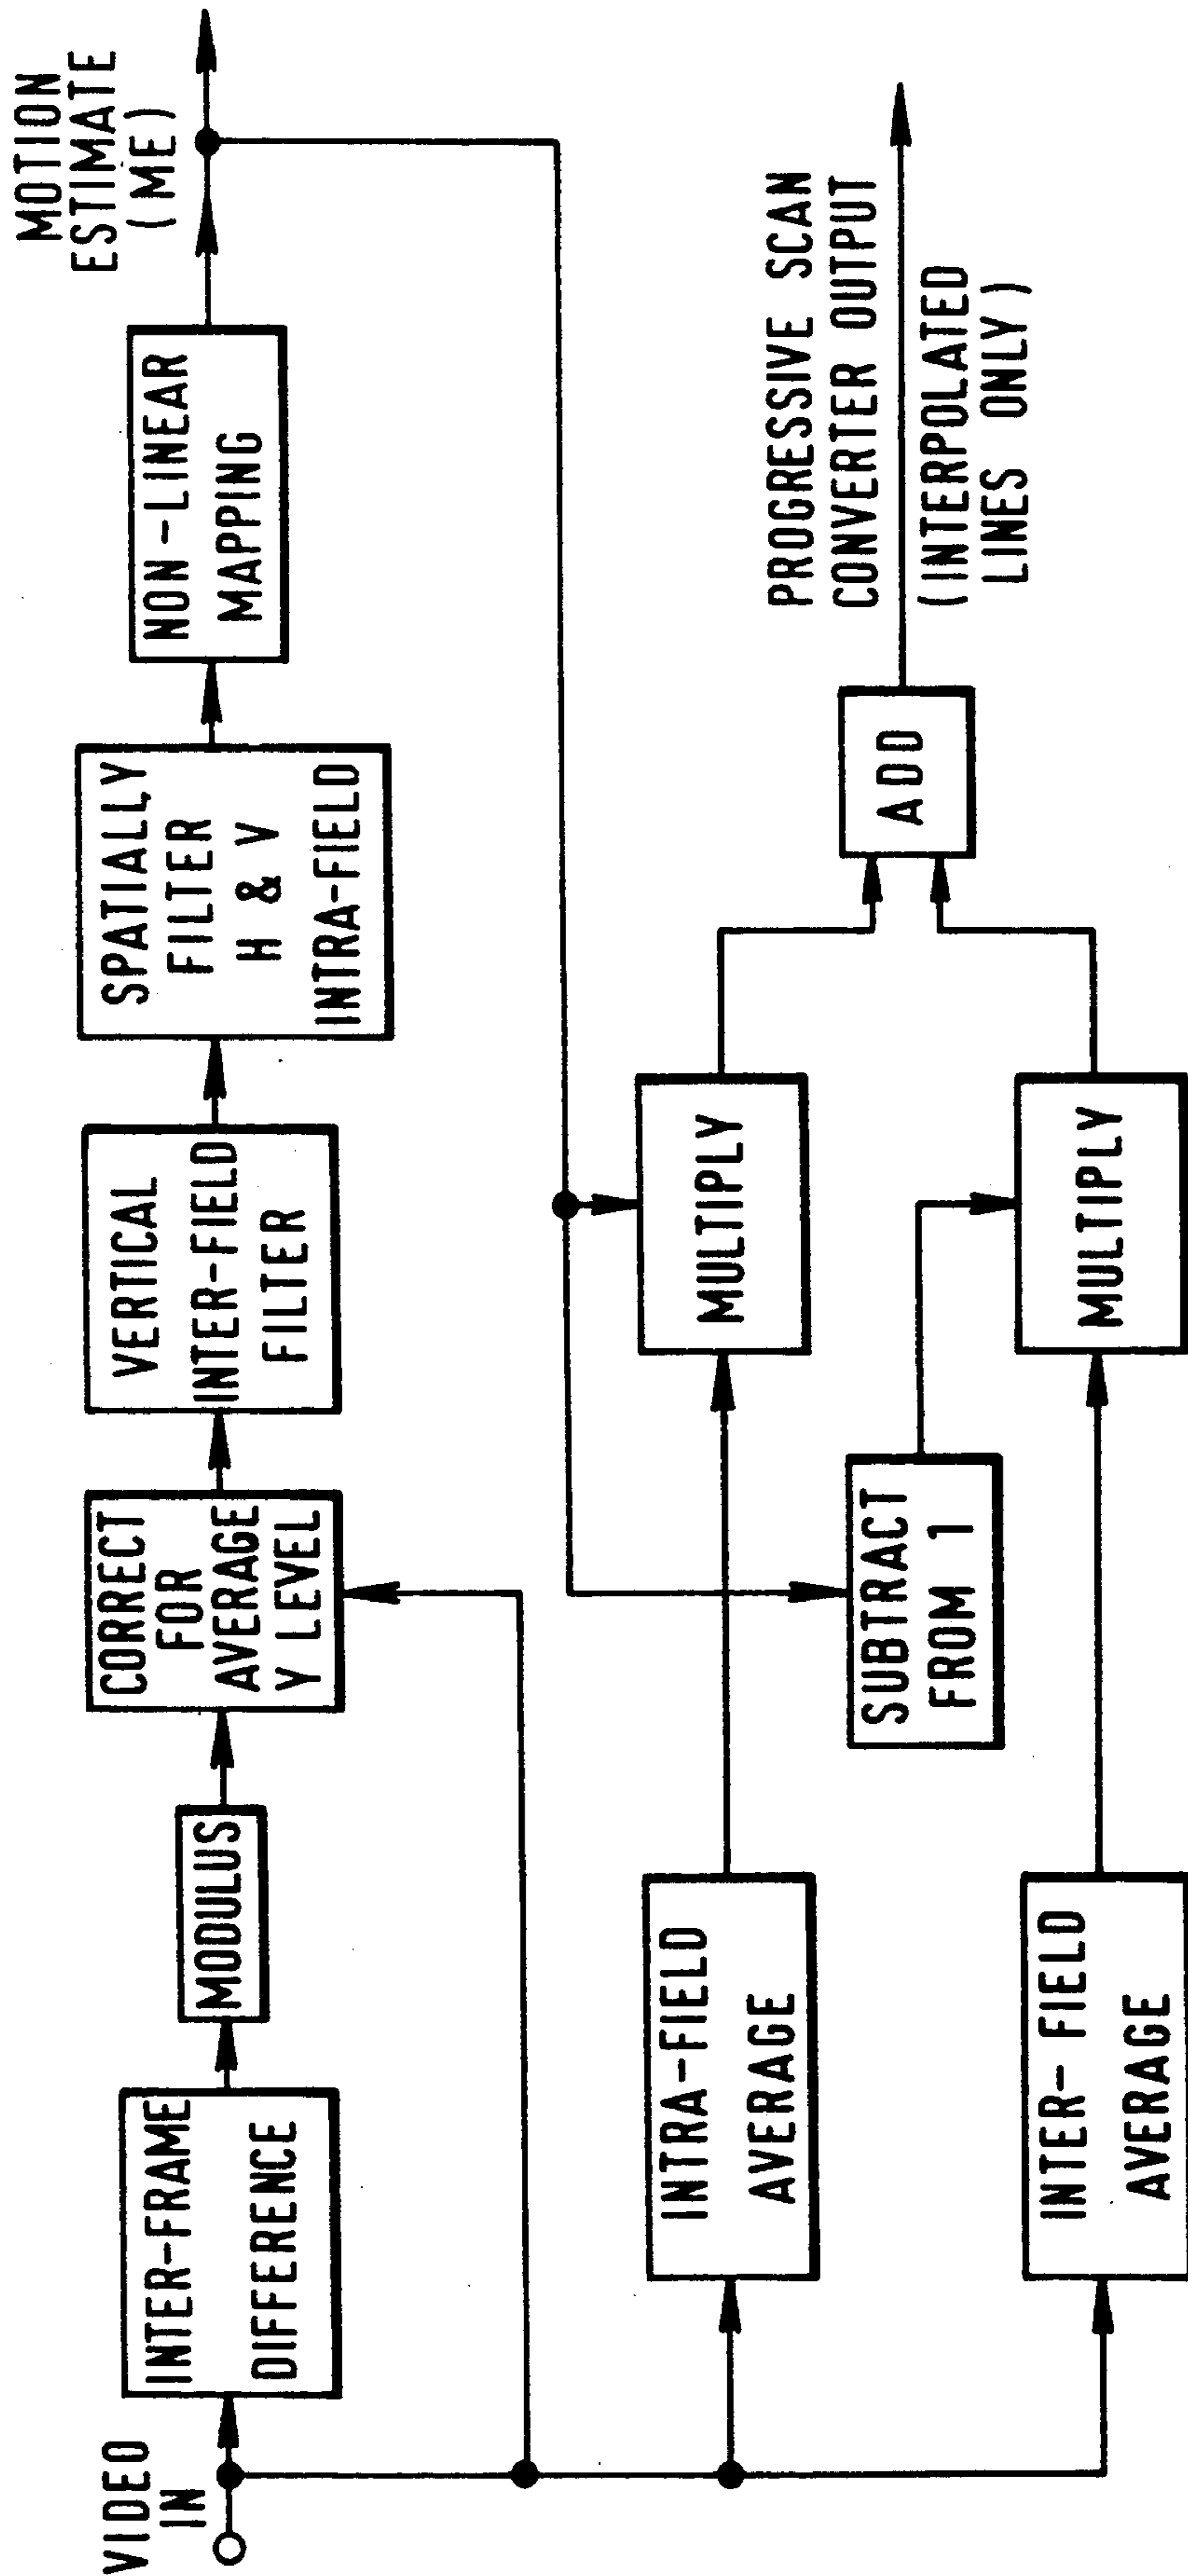 VIDEO
IN
INTER-FRAME
DIFFERENCE
MODULUS
CORRECT
FOR
AVERAGE
Y LEVEL
VERTICAL
INTER-FIELD
FILTER
SPATIALLY
FILTER
H & V
INTRA-FIELD
NON-LINEAR
MAPPING
MOTION
ESTIMATE
(ME)
INTRA-FIELD
AVERAGE
MULTIPLY
SUBTRACT
FROM 1
INTER-FIELD
AVERAGE
MULTIPLY
ADD
PROGRESSIVE SCAN
CONVERTER OUTPUT
(INTERPOLATED
LINES ONLY)